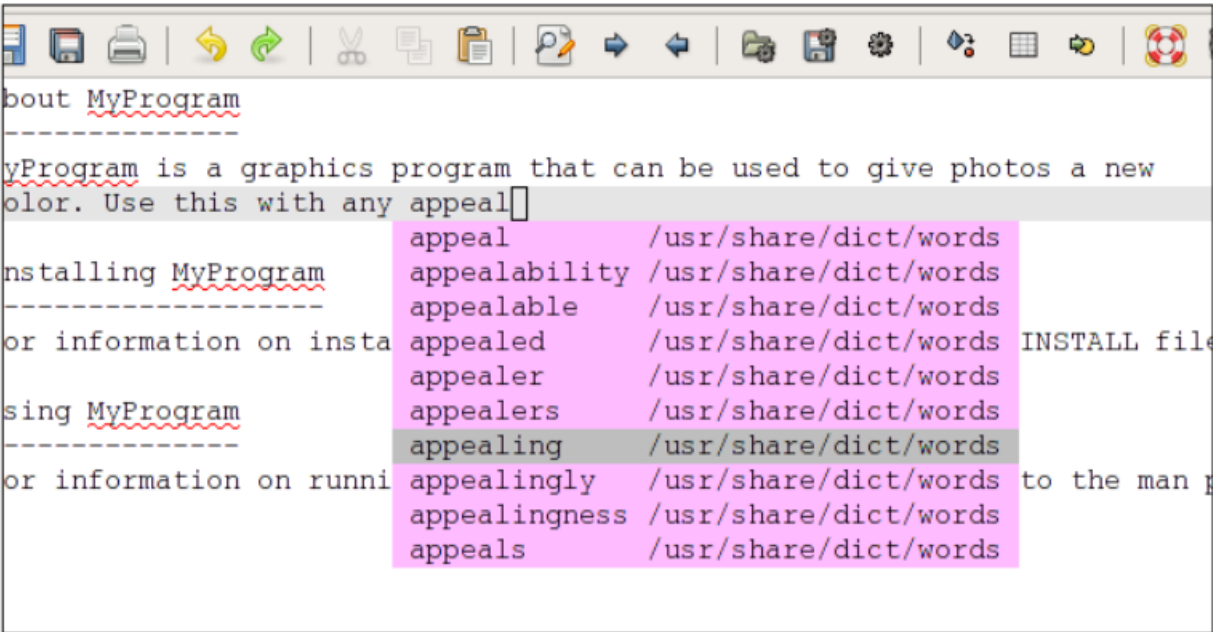 bout MyProgram
--------------
yProgram is a graphics program that can be used to give photos a new
olor. Use this with any appeal
appeal /usr/share/dict/words
nstalling MyProgram appealability /usr/share/dict/words
------------------- appealable /usr/share/dict/words
or information on insta appealed /usr/share/dict/words INSTALL file
appealer /usr/share/dict/words
sing MyProgram appealers /usr/share/dict/words
-------------- appealing /usr/share/dict/words
or information on runni appealingly /usr/share/dict/words to the man p
appealingness /usr/share/dict/words
appeals /usr/share/dict/words